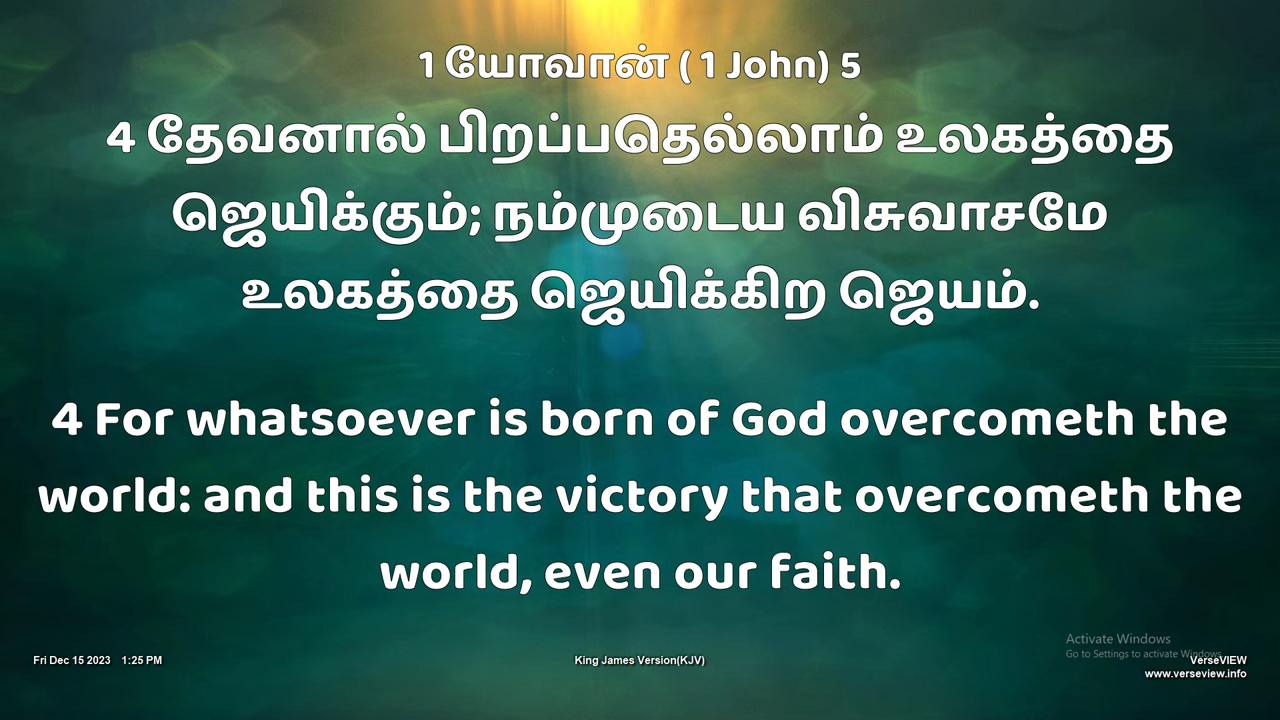 1 யோவான் ( 1 John) 5
4 தேவனால் பிறப்பதெல்லாம் உலகத்தை
ஜெயிக்கும்; நம்முடைய விசுவாசமே
உலகத்தை ஜெயிக்கிற ஜெயம்.
4 For whatsoever is born of God overcometh the
world: and this is the victory that overcometh the
world, even our faith.
Activate Windows
Go to Settings to activate Windows.
Fri Dec 15 2023 1:25 PM
King James Version(KJV)
VerseVIEW
www.verseview.info